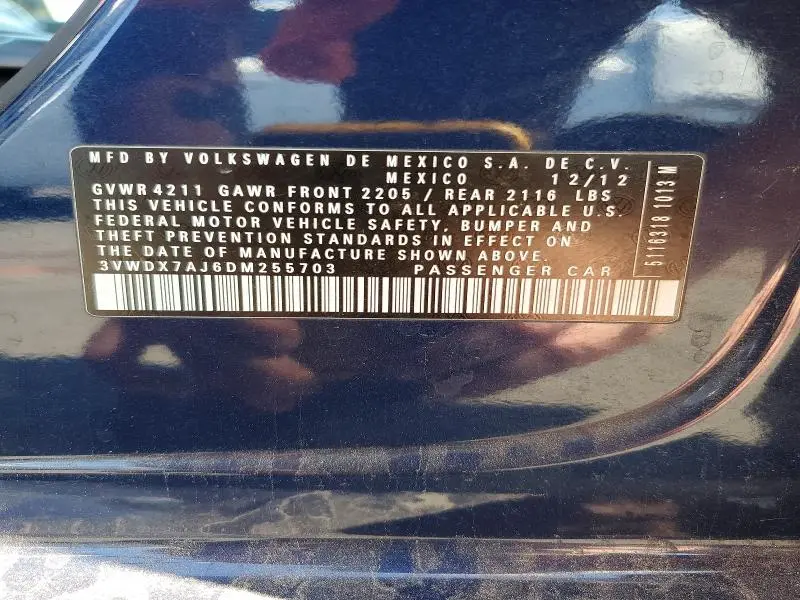 MFD BY VOLKSWAGEN DE MEXICO S.A. DE C.V.
MEXICO 12/12
GVWR 4211 GAWR FRONT 2205 / REAR 2116 LBS
THIS VEHICLE CONFORMS TO ALL APPLICABLE U.S.
FEDERAL MOTOR VEHICLE SAFETY, BUMPER AND
THEFT PREVENTION STANDARDS IN EFFECT ON
THE DATE OF MANUFACTURE SHOWN ABOVE.
3VWDX7AJ6DM255703 PASSENGER CAR
5116318 1013 M